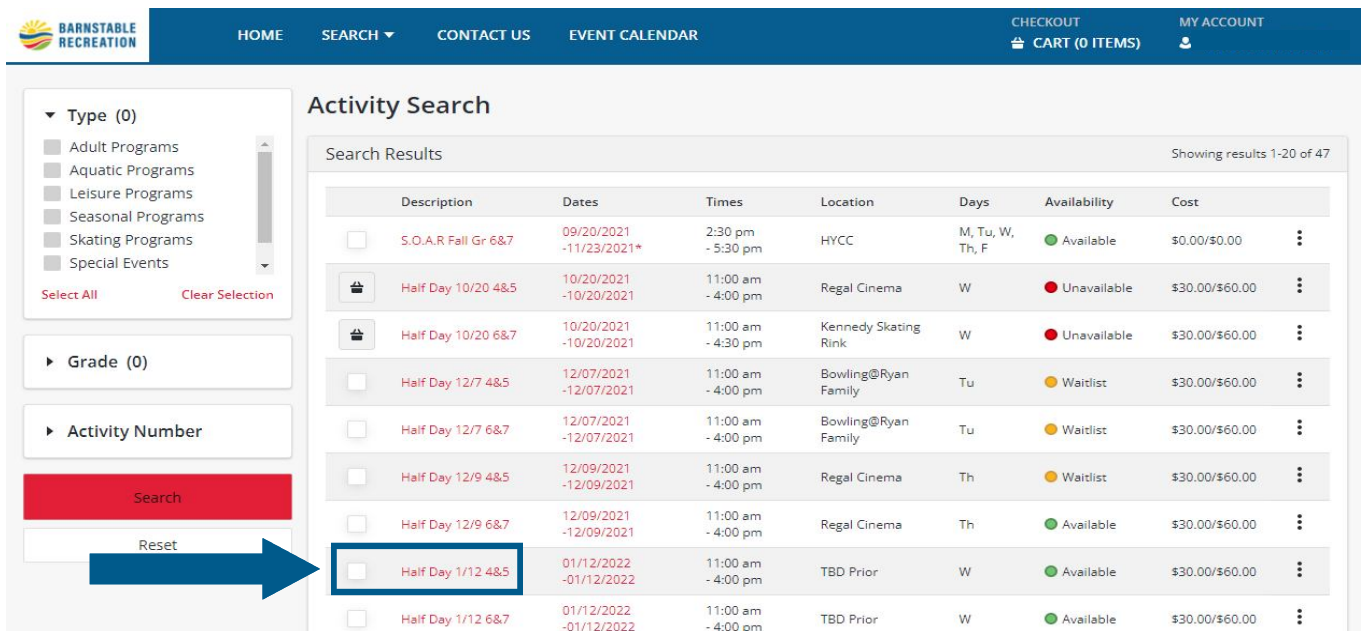 BARNSTABLE
RECREATION
HOME SEARCH CONTACT US EVENT CALENDAR
CHECKOUT
CART (0 ITEMS)
MY ACCOUNT
Type (0)
Adult Programs
Aquatic Programs
Leisure Programs
Seasonal Programs
Skating Programs
Special Events
Select All Clear Selection
Grade (0)
Activity Number
Search
Reset
Activity Search
Search Results Showing results 1-20 of 47
Description Dates Times Location Days Availability Cost
S.O.A.R Fall Gr 6&7 09/20/2021 -11/23/2021* 2:30 pm - 5:30 pm HYCC M, Tu, W, Th, F Available $0.00/$0.00
Half Day 10/20 4&5 10/20/2021 -10/20/2021 11:00 am - 4:00 pm Regal Cinema W Unavailable $30.00/$60.00
Half Day 10/20 6&7 10/20/2021 -10/20/2021 11:00 am - 4:30 pm Kennedy Skating Rink W Unavailable $30.00/$60.00
Half Day 12/7 4&5 12/07/2021 -12/07/2021 11:00 am - 4:00 pm Bowling@Ryan Family Tu Waitlist $30.00/$60.00
Half Day 12/7 6&7 12/07/2021 -12/07/2021 11:00 am - 4:00 pm Bowling@Ryan Family Tu Waitlist $30.00/$60.00
Half Day 12/9 4&5 12/09/2021 -12/09/2021 11:00 am - 4:00 pm Regal Cinema Th Waitlist $30.00/$60.00
Half Day 12/9 6&7 12/09/2021 -12/09/2021 11:00 am - 4:00 pm Regal Cinema Th Available $30.00/$60.00
Half Day 1/12 4&5 01/12/2022 -01/12/2022 11:00 am - 4:00 pm TBD Prior W Available $30.00/$60.00
Half Day 1/12 6&7 01/12/2022 -01/12/2022 11:00 am - 4:00 pm TBD Prior W Available $30.00/$60.00